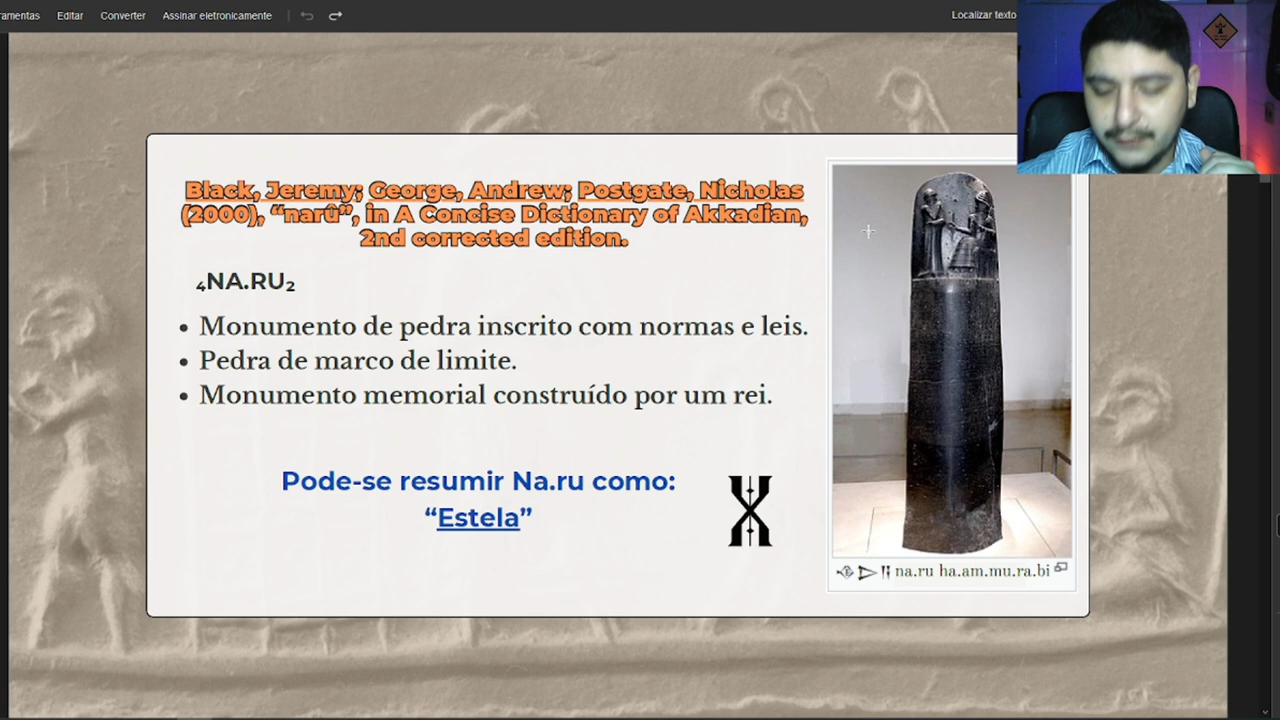 Editar Converter Assinar eletronicamente Localizar texto
Black, Jeremy; George, Andrew; Postgate, Nicholas
(2000), “narû”, in A Concise Dictionary of Akkadian,
2nd corrected edition.
₄NA.RU₂
• Monumento de pedra inscrito com normas e leis.
• Pedra de marco de limite.
• Monumento memorial construído por um rei.
Pode-se resumir Na.ru como:
“Estela”
na.ru ha.am.mu.ra.bi